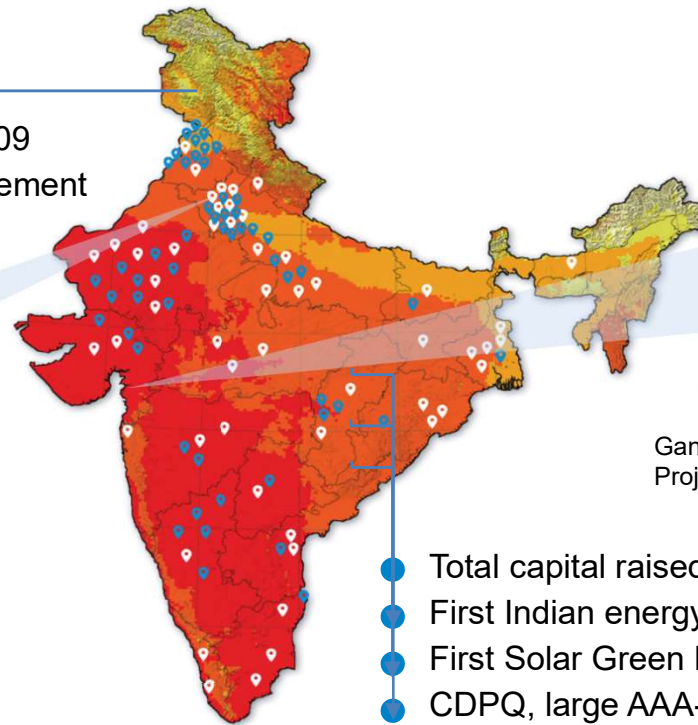 09
ement
Gan
Proj
Total capital raised
First Indian energy
First Solar Green
CDPQ, large AAA-